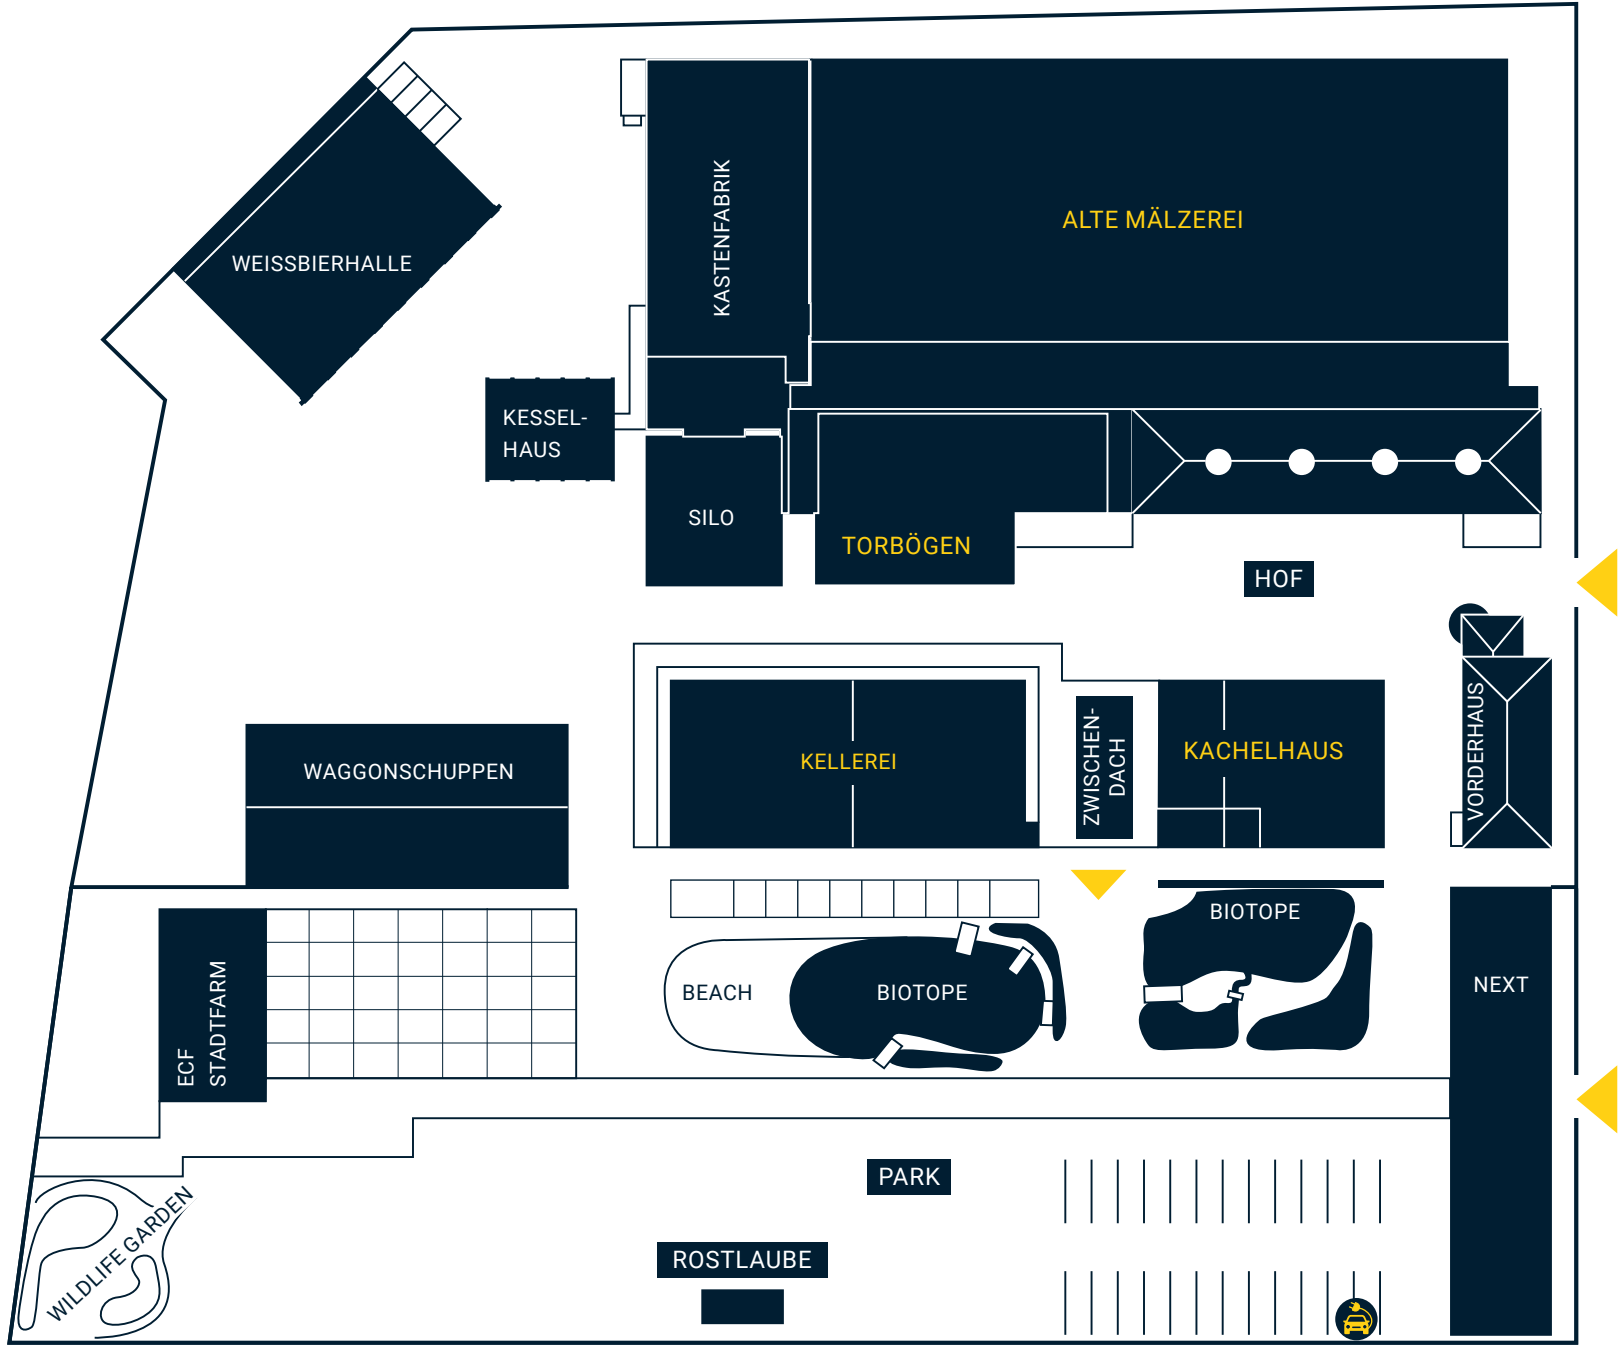 KASTENFABRIK
ALTE MÄLZEREI
WEISSBIERHALLE
KESSEL-
HAUS
SILO
TORBÖGEN
HOF
WAGGONSCHUPPEN
KELLEREI
ZWISCHEN-
DACH
KACHELHAUS
VORDERHAUS
BIOTOPE
ECF
STADTFARM
BEACH
BIOTOPE
NEXT
PARK
WILDLIFE GARDEN
ROSTLAUBE